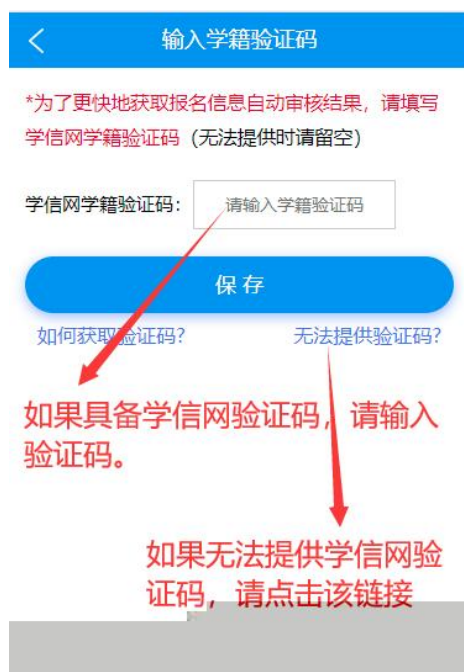 输入学籍验证码
*为了更快地获取报名信息自动审核结果，请填写
学信网学籍验证码（无法提供时请留空）
学信网学籍验证码： 请输入学籍验证码
保存
如何获取验证码? 无法提供验证码?
如果具备学信网验证码，请输入
验证码。
如果无法提供学信网验
证码，请点击该链接